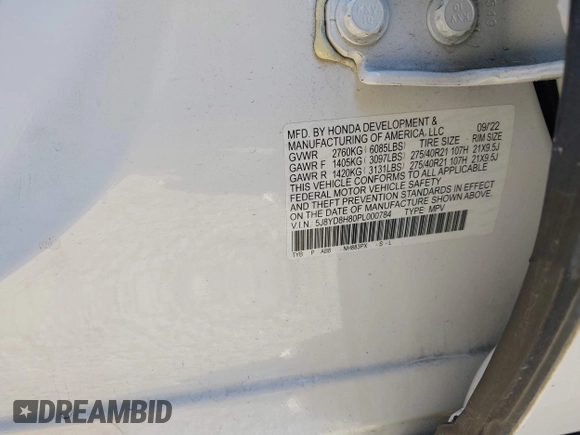 MFD. BY HONDA DEVELOPMENT &
MANUFACTURING OF AMERICA, LLC 09/'22
GVWR 2760KG ( 6085LBS) TIRE SIZE RIM SIZE
GAWR F 1405KG ( 3097LBS) 275/40R21 107H 21X9.5J
GAWR R 1420KG ( 3131LBS) 275/40R21 107H 21X9.5J
THIS VEHICLE CONFORMS TO ALL APPLICABLE
FEDERAL MOTOR VEHICLE SAFETY
AND THEFT PREVENTION STANDARDS IN EFFECT
ON THE DATE OF MANUFACTURE SHOWN ABOVE.
V.I.N. 5J8YD8H80PL000784 TYPE: MPV
TYB P A00 NH883PX -S -L
DREAMBID